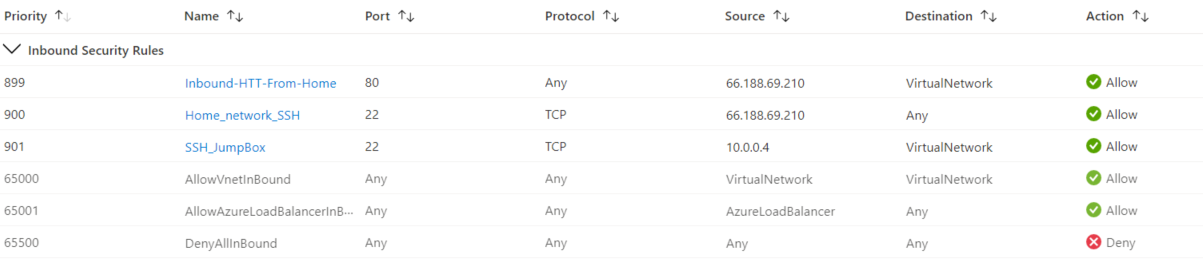 Priority Name Port Protocol Source Destination Action
Inbound Security Rules
899 Inbound-HTT-From-Home 80 Any 66.188.69.210 VirtualNetwork Allow
900 Home_network_SSH 22 TCP 66.188.69.210 Any Allow
901 SSH_JumpBox 22 TCP 10.0.0.4 VirtualNetwork Allow
65000 AllowVnetInBound Any Any VirtualNetwork VirtualNetwork Allow
65001 AllowAzureLoadBalancerInB... Any Any AzureLoadBalancer Any Allow
65500 DenyAllInBound Any Any Any Any Deny